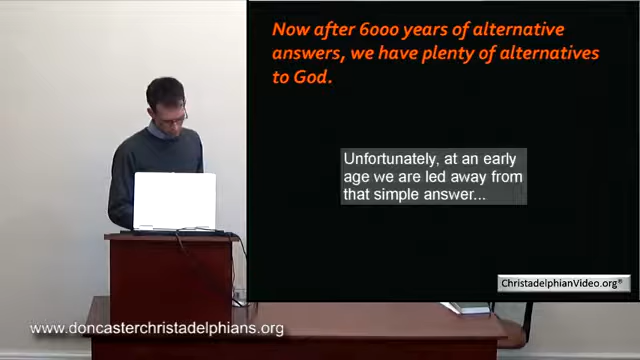 Now after 6000 years of alternative
answers, we have plenty of alternatives
to God.
Unfortunately, at an early
age we are led away from
that simple answer...
ChristadelphianVideo.org®
www.doncasterchristadelphians.org